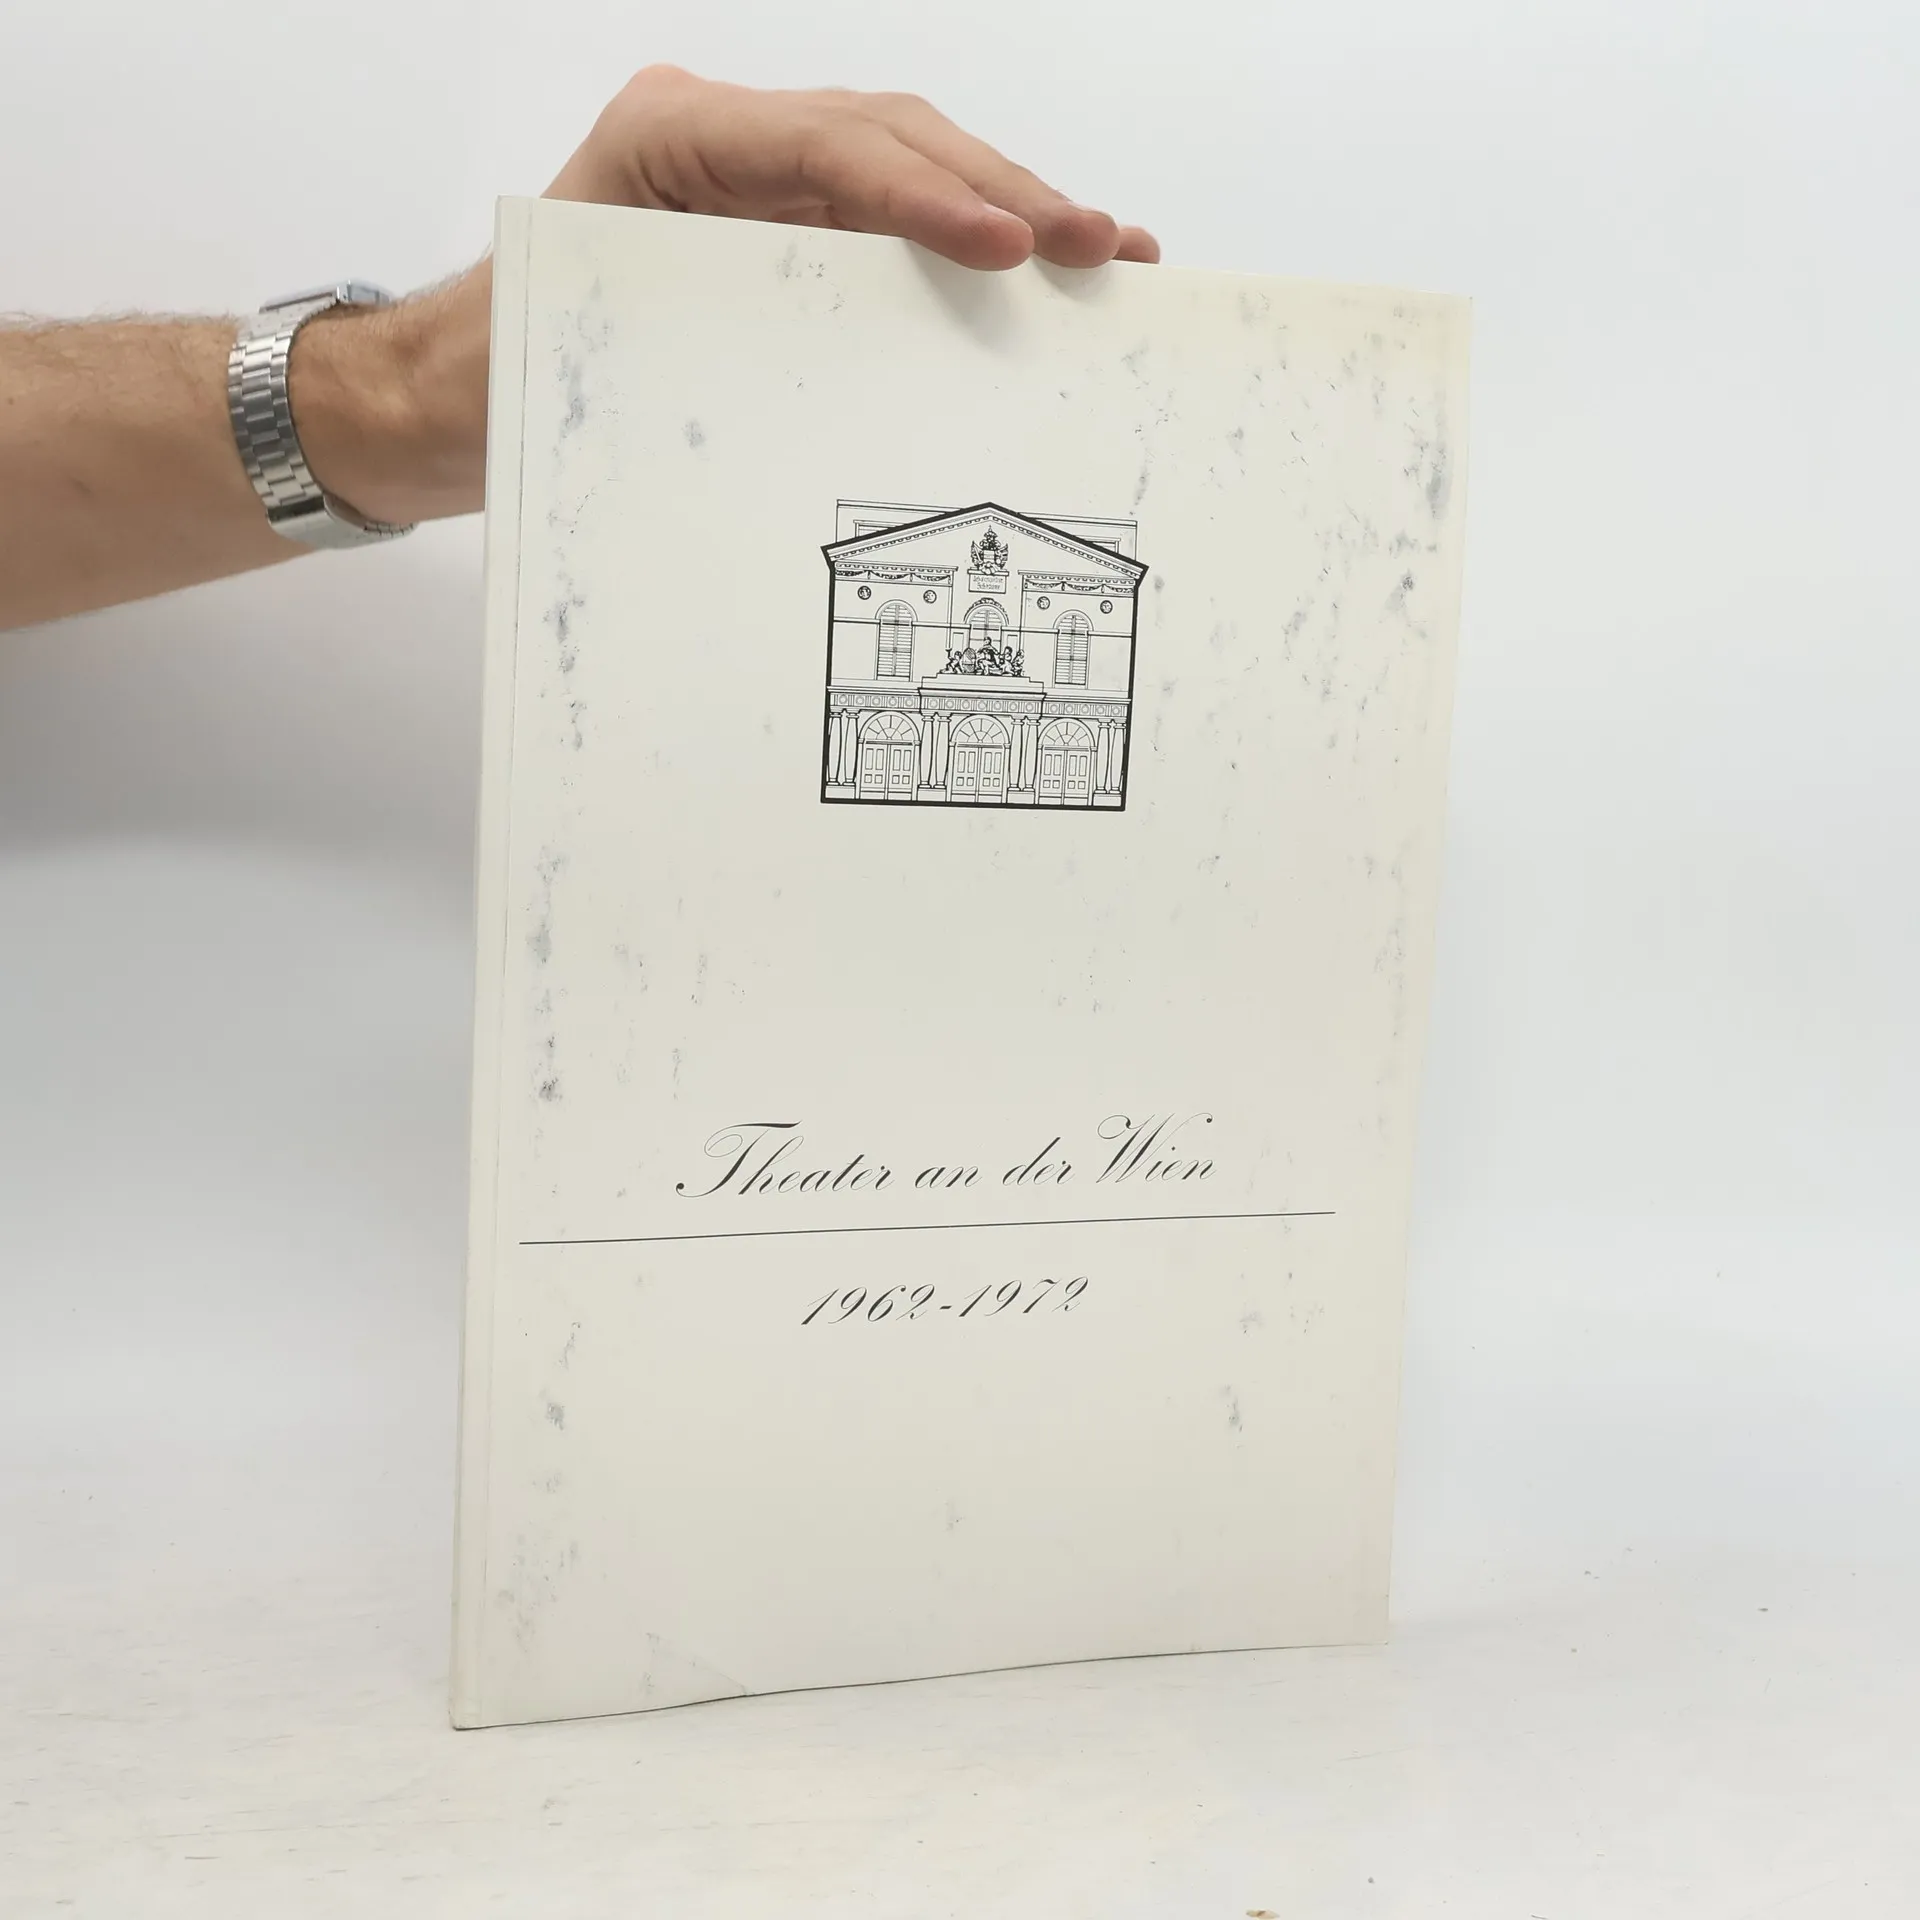 Theater an der Wien
1962-1972